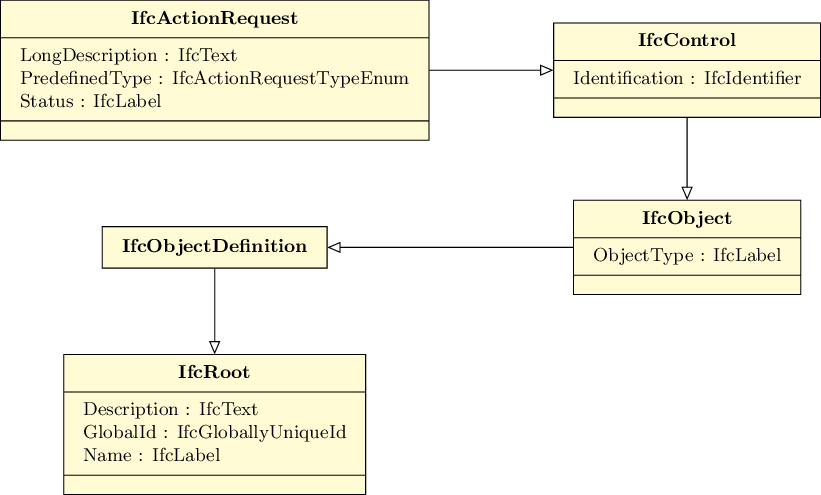 IfcActionRequest
LongDescription : IfcText
PredefinedType : IfcActionRequestTypeEnum
Status : IfcLabel
IfcControl
Identification : IfcIdentifier
IfcObject
ObjectType : IfcLabel
IfcObjectDefinition
IfcRoot
Description : IfcText
GlobalId : IfcGloballyUniqueId
Name : IfcLabel